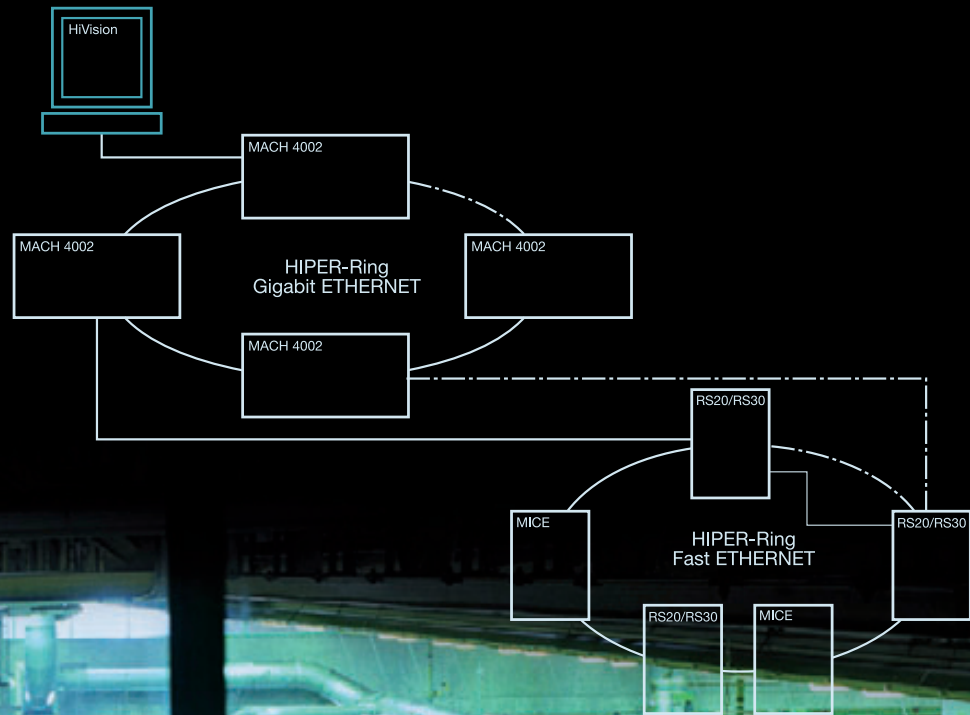 HiVision
MACH 4002
MACH 4002
MACH 4002
HIPER-Ring
Gigabit ETHERNET
MACH 4002
RS20/RS30
MICE
RS20/RS30
HIPER-Ring
Fast ETHERNET
RS20/RS30
MICE